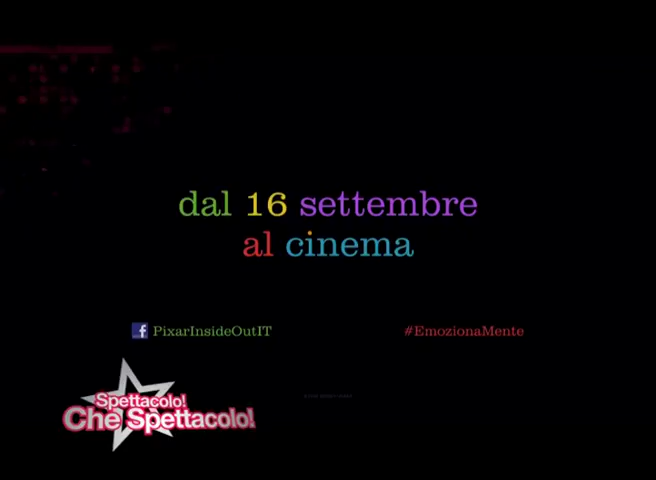 dal 16 settembre
al cinema
PixarInsideOutIT
#EmozionaMente
Spettacolo!
Che Spettacolo!